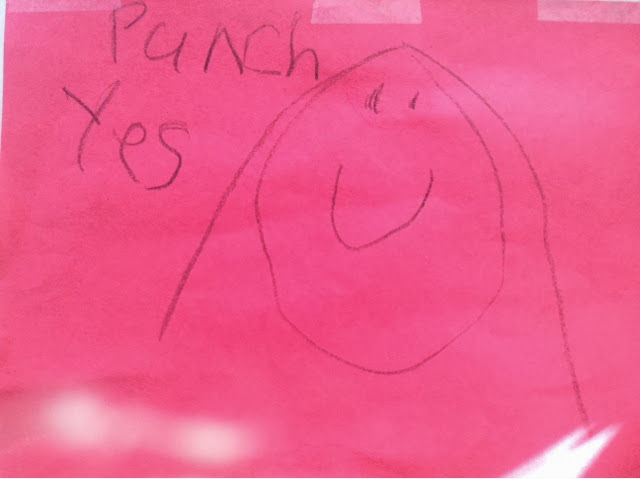 Punch
Yes